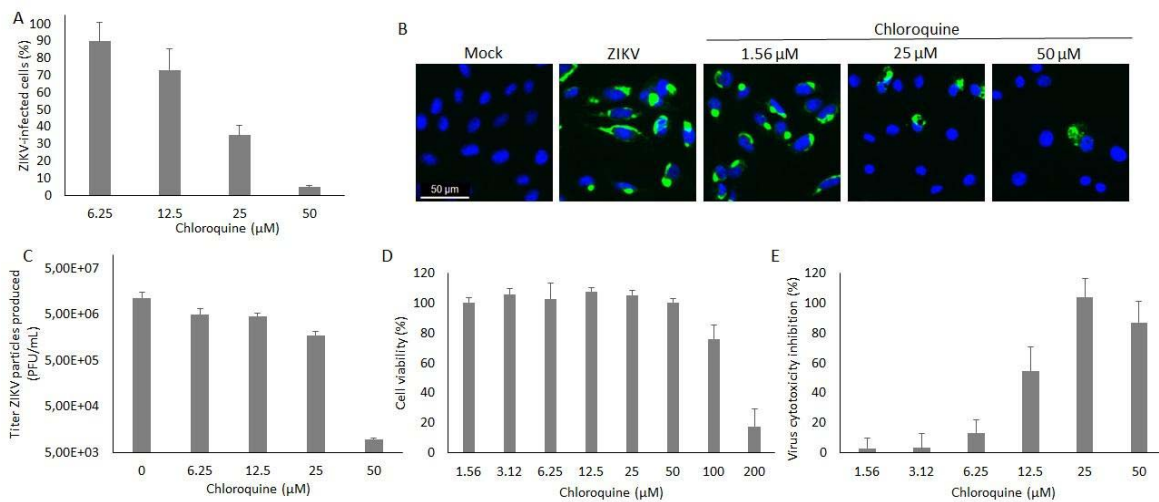 A
100
90
80
70
60
50
40
30
20
10
0
ZIKV-infected cells (%)
6.25 12.5 25 50
Chloroquine (µM)
B
Chloroquine
Mock ZIKV 1.56 µM 25 µM 50 µM
50 µm
C
5,00E+07
5,00E+06
5,00E+05
5,00E+04
5,00E+03
Titer ZIKV particles produced
(PFU/mL)
0 6.25 12.5 25 50
Chloroquine (µM)
D
120
100
80
60
40
20
0
Cell viability (%)
1.56 3.12 6.25 12.5 25 50 100 200
Chloroquine (µM)
E
120
100
80
60
40
20
0
Virus cytotoxicity inhibition (%)
1.56 3.12 6.25 12.5 25 50
Chloroquine (µM)